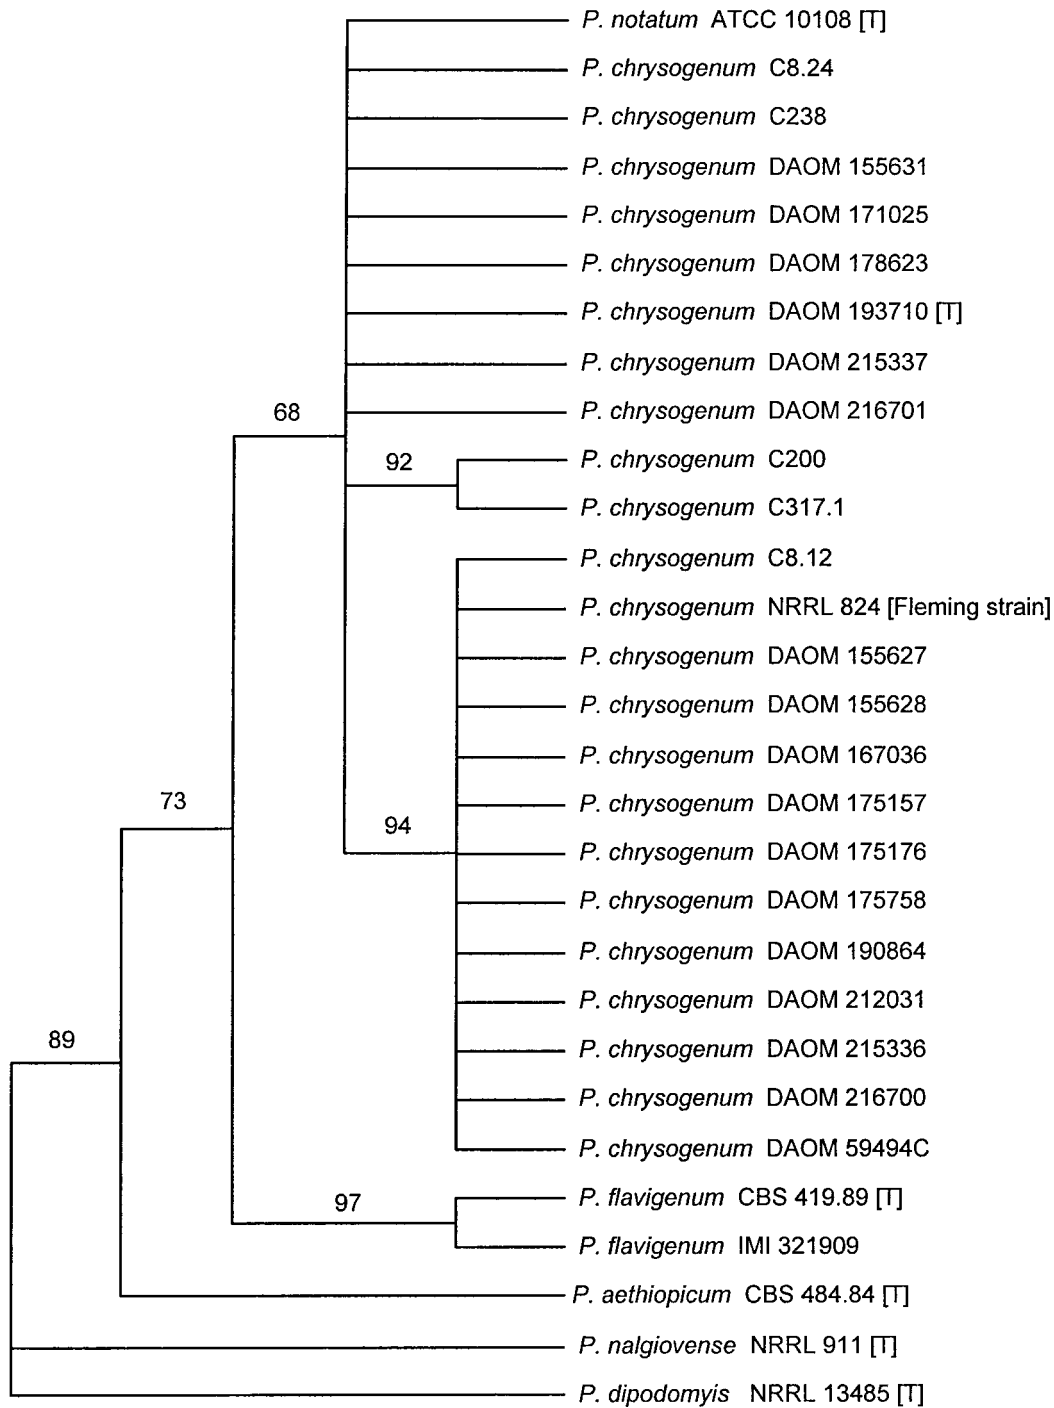 P. notatum ATCC 10108 [T]
P. chrysogenum C8.24
P. chrysogenum C238
P. chrysogenum DAOM 155631
P. chrysogenum DAOM 171025
P. chrysogenum DAOM 178623
P. chrysogenum DAOM 193710 [T]
P. chrysogenum DAOM 215337
P. chrysogenum DAOM 216701
68
92
P. chrysogenum C200
P. chrysogenum C317.1
P. chrysogenum C8.12
P. chrysogenum NRRL 824 [Fleming strain]
P. chrysogenum DAOM 155627
P. chrysogenum DAOM 155628
P. chrysogenum DAOM 167036
73
P. chrysogenum DAOM 175157
94
P. chrysogenum DAOM 175176
P. chrysogenum DAOM 175758
P. chrysogenum DAOM 190864
P. chrysogenum DAOM 212031
89
P. chrysogenum DAOM 215336
P. chrysogenum DAOM 216700
P. chrysogenum DAOM 59494C
97
P. flavigenum CBS 419.89 [T]
P. flavigenum IMI 321909
P. aethiopicum CBS 484.84 [T]
P. nalgiovense NRRL 911 [T]
P. dipodomyis NRRL 13485 [T]